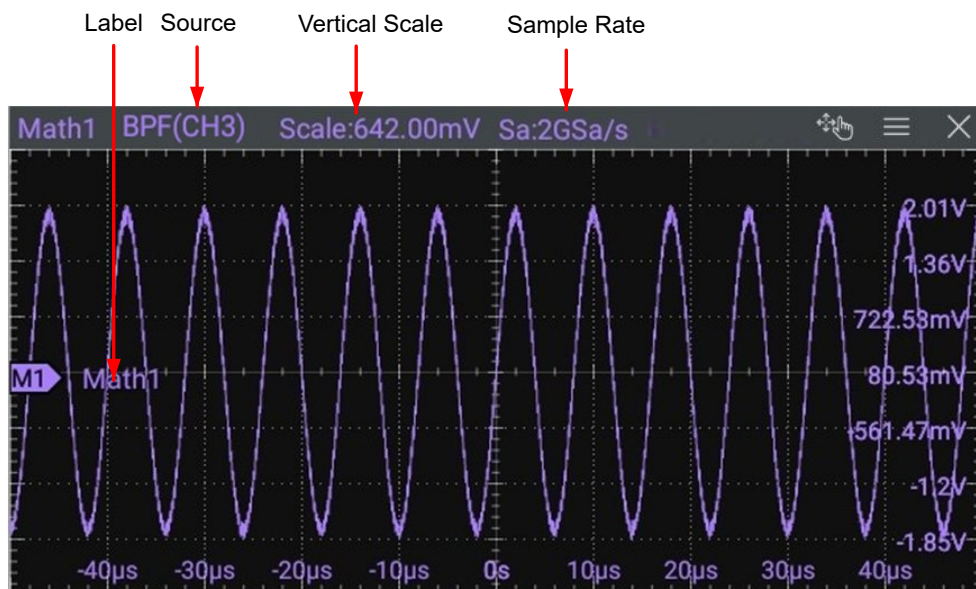 Label Source Vertical Scale Sample Rate
Math1 BPF(CH3) Scale:642.00mV Sa:2GSa/s
2.01V
1.36V
722.53mV
M1 Math1 80.53mV
-561.47mV
-1.2V
-1.85V
-40μs -30μs -20μs -10μs 0s 10μs 20μs 30μs 40μs